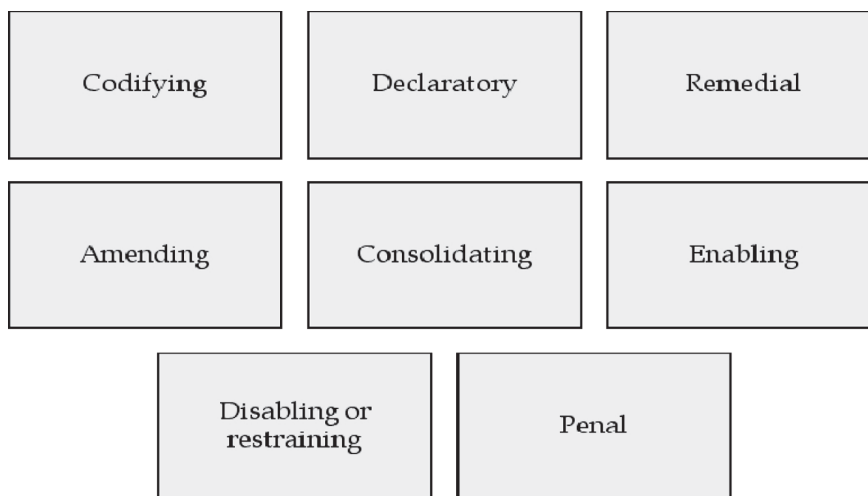 Codifying
Declaratory
Remedial
Amending
Consolidating
Enabling
Disabling or
restraining
Penal